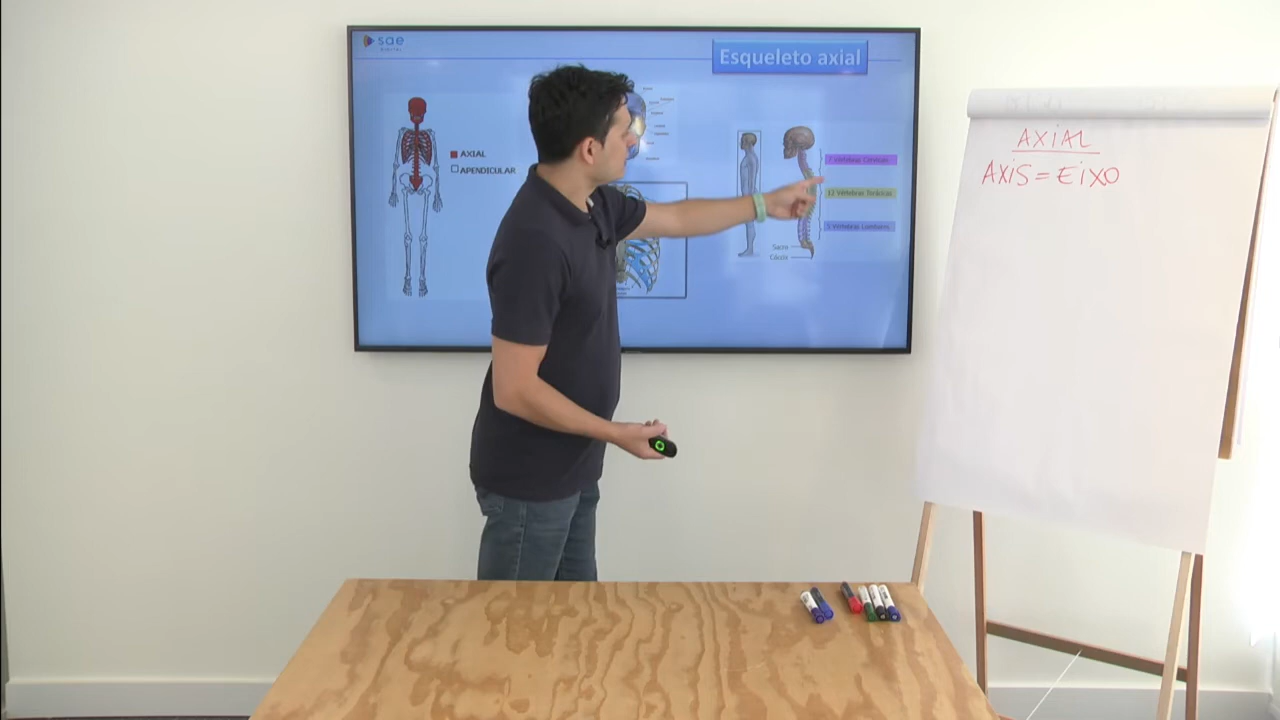 sae
Esqueleto axial
AXIAL
APENDICULAR
7 Vértebras Cervicais
12 Vértebras Torácicas
5 Vértebras Lombares
Sacro
Cóccix
AXiAL
AXiS = EiXO